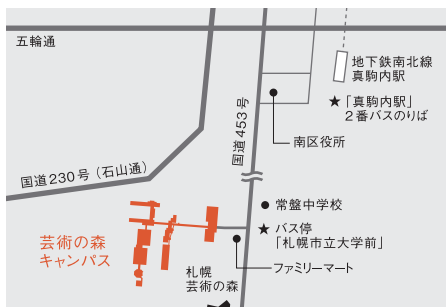 五輪通
地下鉄南北線
真駒内駅
★「真駒内駅」
2番バスのりば
国道453号
南区役所
国道230号(石山通)
常盤中学校
★ バス停
「札幌市立大学前」
芸術の森
キャンパス
ファミリーマート
札幌
芸術の森